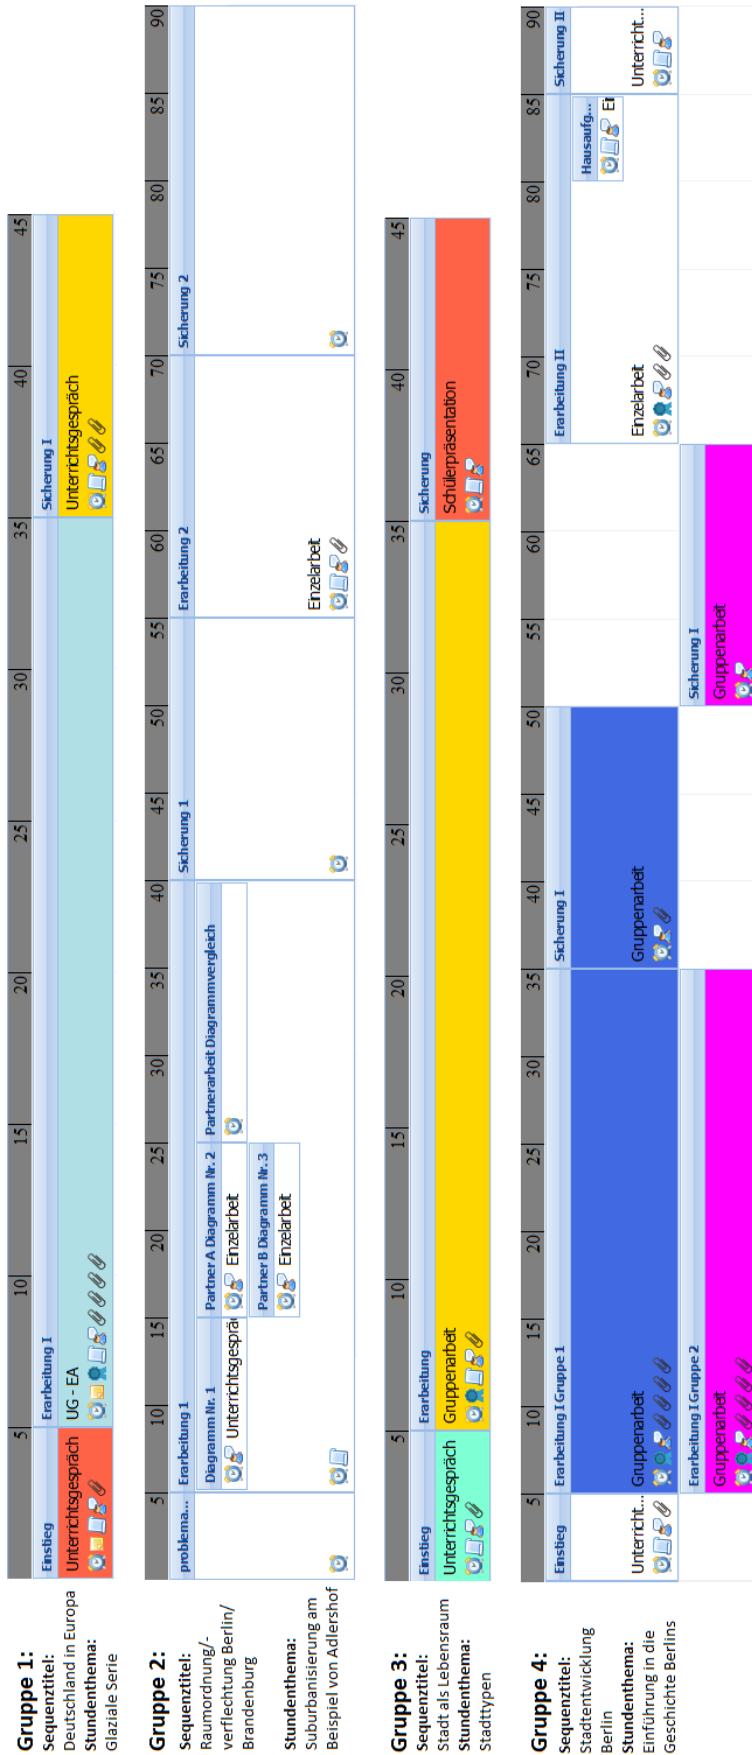 Gruppe 1:
Sequenztitel:
Deutschland in Europa
Stundenthema:
Glaziale Serie
5
10
15
20
25
30
35
40
45
Einstieg
Erarbeitung I
Sicherung I
Unterrichtsgespräch
UG - EA
Unterrichtsgespräch
Gruppe 2:
Sequenztitel:
Raumordnung/-
verflechtung Berlin/
Brandenburg
Stundenthema:
Suburbanisierung am
Beispiel von Adlershof
5
10
15
20
25
30
35
40
45
50
55
60
65
70
75
80
85
90
problema...
Erarbeitung 1
Sicherung 1
Erarbeitung 2
Sicherung 2
Diagramm Nr. 1
Partner A Diagramm Nr. 2
Partnerarbeit Diagrammvergleich
Unterrichtsgesprä
Einzelarbeit
Partner B Diagramm Nr. 3
Einzelarbeit
Einzelarbeit
Gruppe 3:
Sequenztitel:
Stadt als Lebensraum
Stundenthema:
Stadttypen
5
10
15
20
25
30
35
40
45
Einstieg
Erarbeitung
Sicherung
Unterrichtsgespräch
Gruppenarbeit
Schülerpräsentation
Gruppe 4:
Sequenztitel:
Stadtentwicklung
Berlin
Stundenthema:
Einführung in die
Geschichte Berlins
5
10
15
20
25
30
35
40
45
50
55
60
65
70
75
80
85
90
Einstieg
Erarbeitung I Gruppe 1
Sicherung I
Erarbeitung II
Sicherung II
Hausaufg...
Ei
Unterricht...
Gruppenarbeit
Gruppenarbeit
Einzelarbeit
Unterricht...
Erarbeitung I Gruppe 2
Sicherung I
Gruppenarbeit
Gruppenarbeit